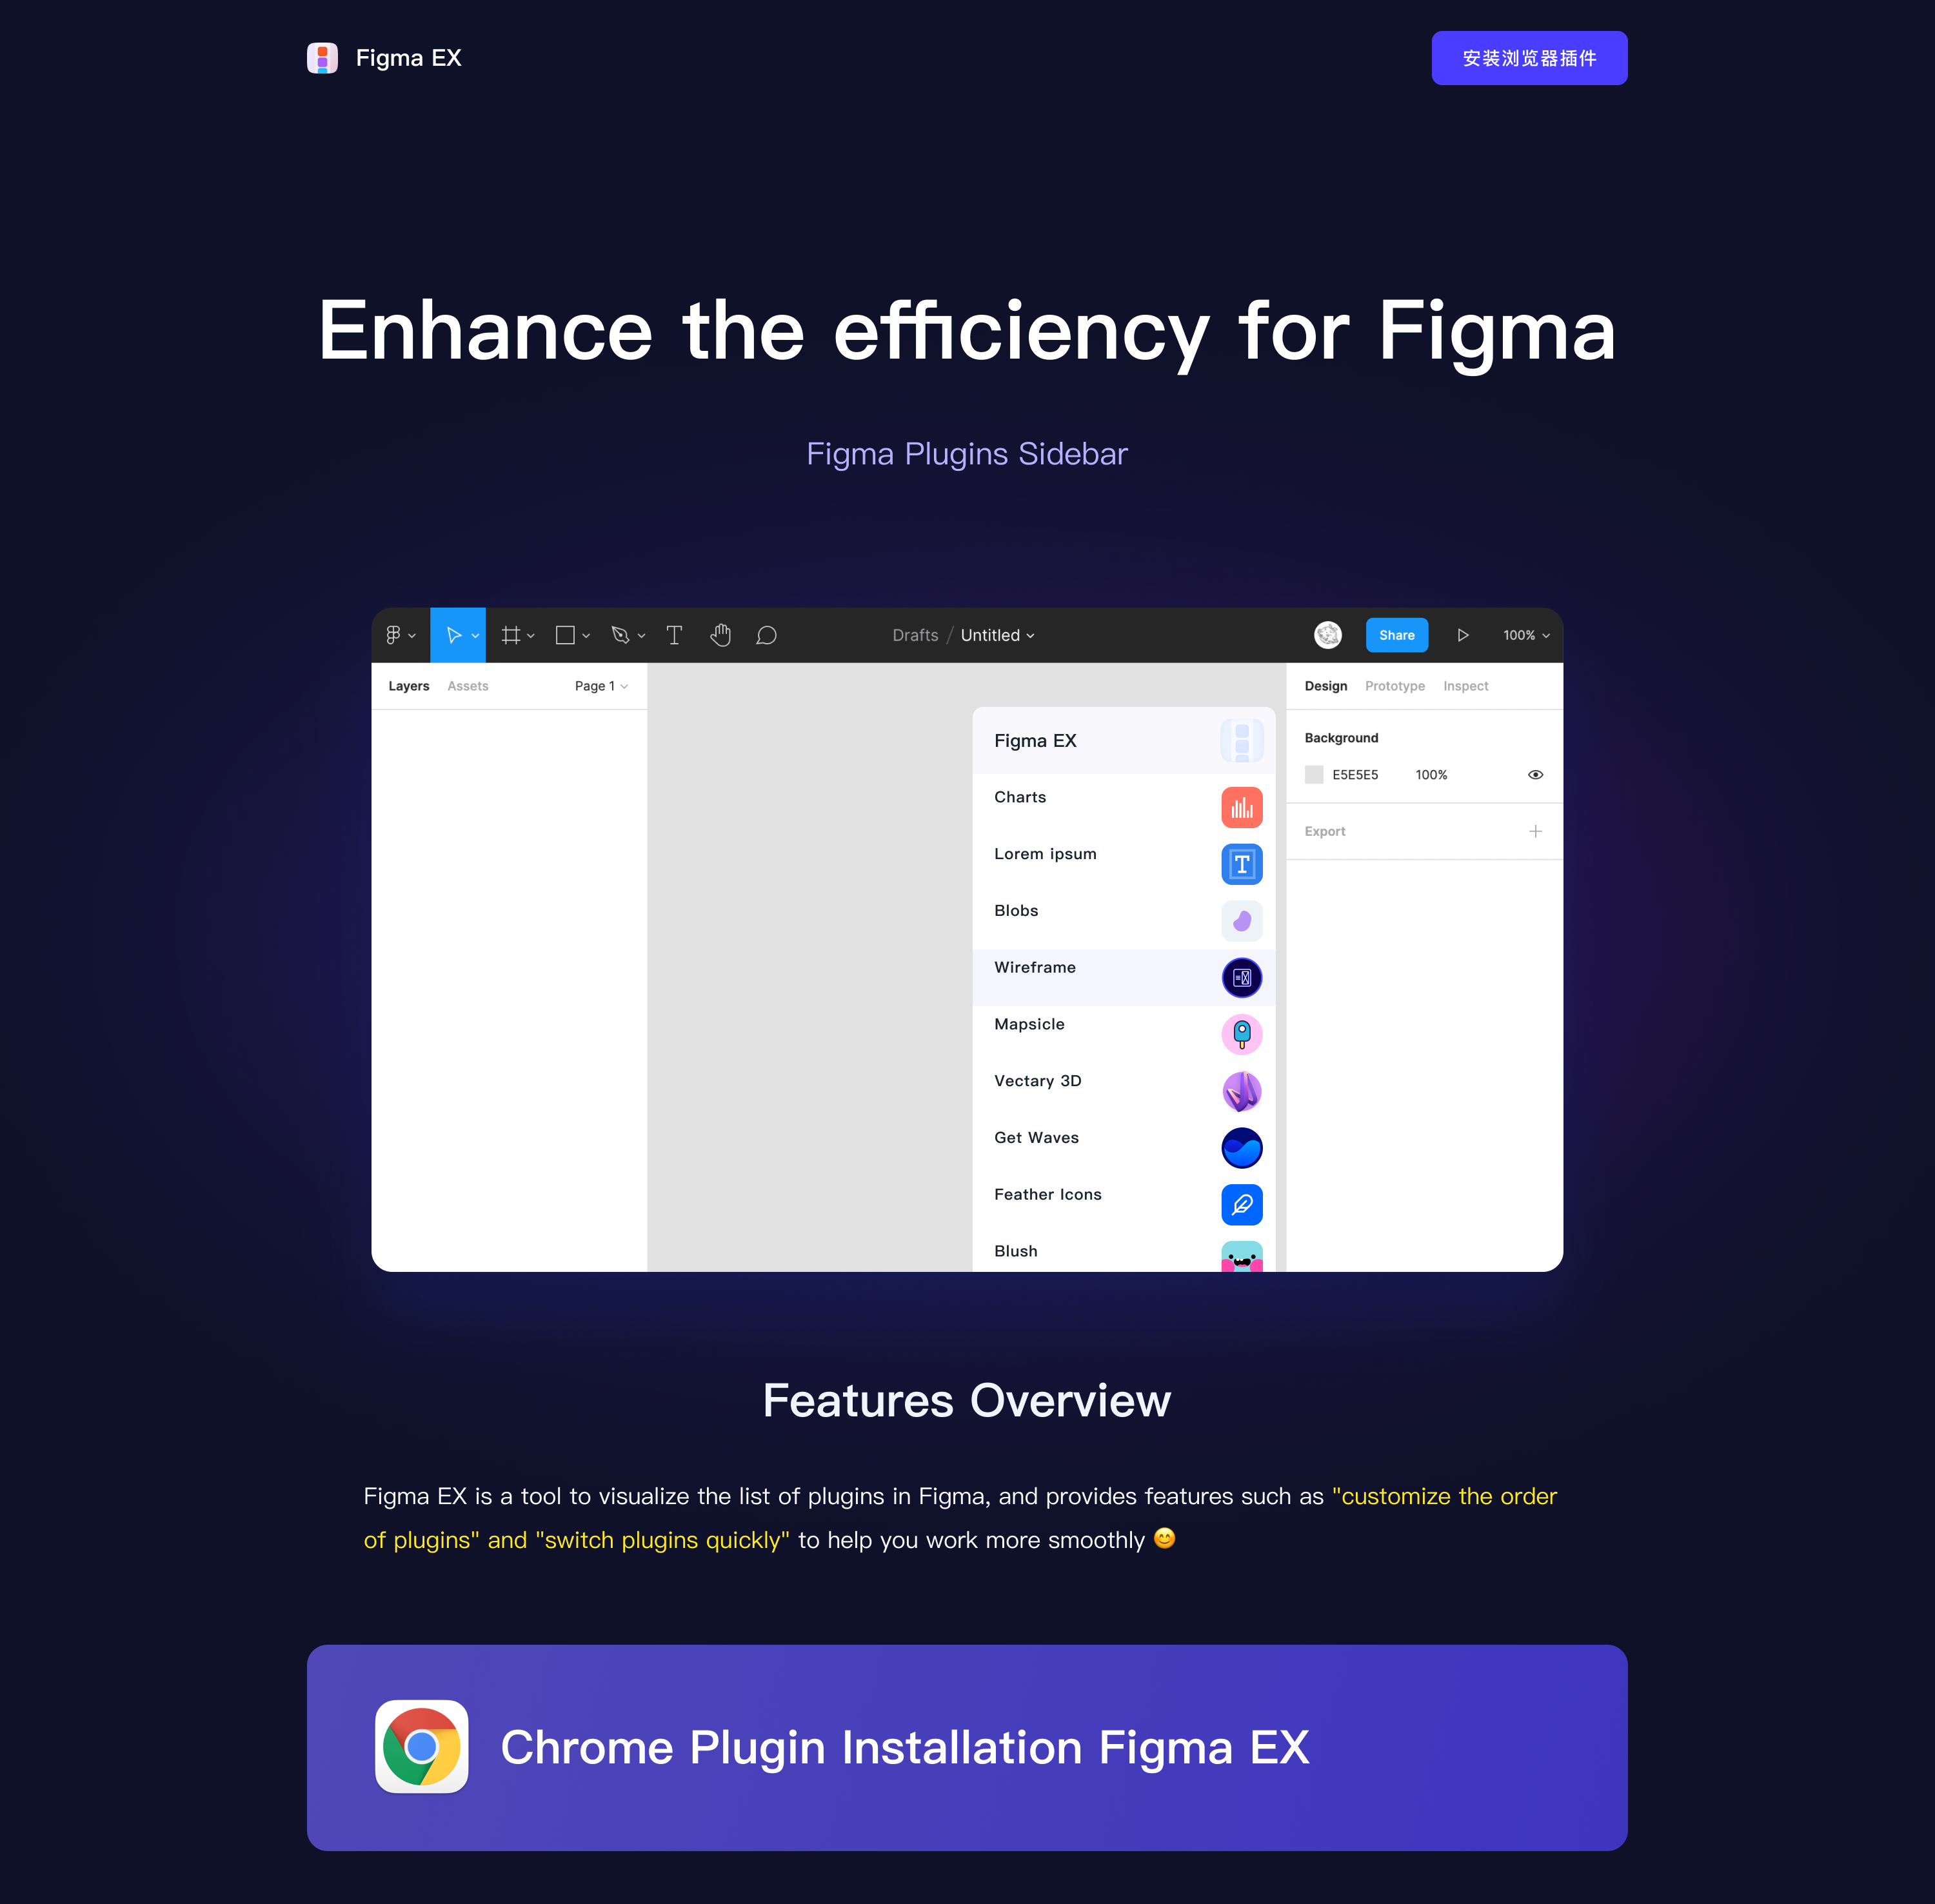 Figma EX
安装浏览器插件
Enhance the efficiency for Figma
Figma Plugins Sidebar
Drafts / Untitled
Share
100%
Layers Assets Page 1
Design Prototype Inspect
Background
E5E5E5 100%
Export
Figma EX
Charts
Lorem ipsum
T
Blobs
Wireframe
Mapsicle
Vectary 3D
Get Waves
Feather Icons
Blush
Features Overview
Figma EX is a tool to visualize the list of plugins in Figma, and provides features such as "customize the order
of plugins" and "switch plugins quickly" to help you work more smoothly 😊
Chrome Plugin Installation Figma EX